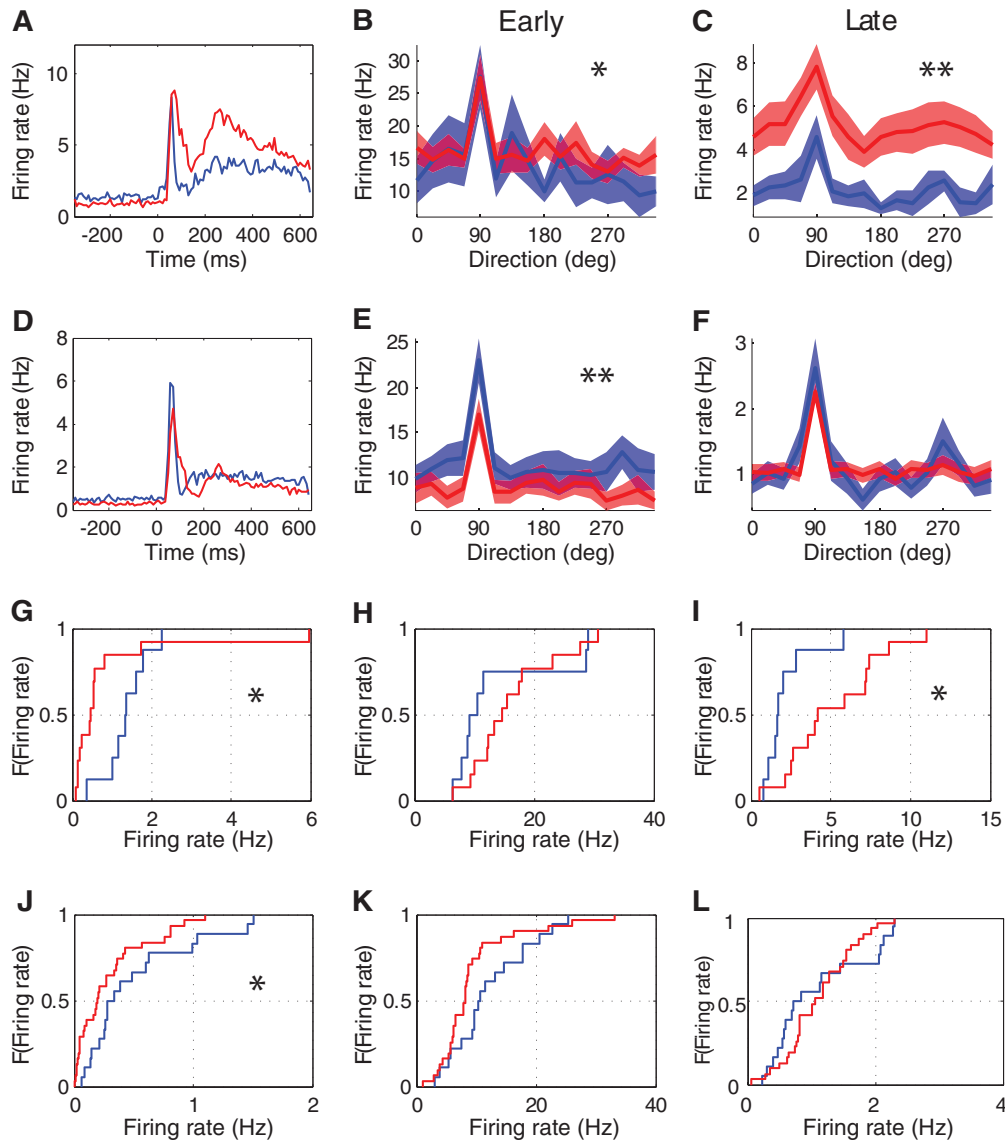 A
B
Early
C
Late
Firing rate (Hz)
10
5
0
-200 0 200 400 600
Time (ms)
Firing rate (Hz)
30
25
20
15
10
*
0 90 180 270
Direction (deg)
Firing rate (Hz)
8
6
4
2
**
0 90 180 270
Direction (deg)
D
E
F
Firing rate (Hz)
8
6
4
2
0
-200 0 200 400 600
Time (ms)
Firing rate (Hz)
25
20
15
10
**
0 90 180 270
Direction (deg)
Firing rate (Hz)
3
2
1
0 90 180 270
Direction (deg)
G
H
I
F(Firing rate)
1
0.5
0
*
0 2 4 6
Firing rate (Hz)
F(Firing rate)
1
0.5
0
0 20 40
Firing rate (Hz)
F(Firing rate)
1
0.5
0
*
0 5 10 15
Firing rate (Hz)
J
K
L
F(Firing rate)
1
0.5
0
*
0 1 2
Firing rate (Hz)
F(Firing rate)
1
0.5
0
0 20 40
Firing rate (Hz)
F(Firing rate)
1
0.5
0
0 2 4
Firing rate (Hz)